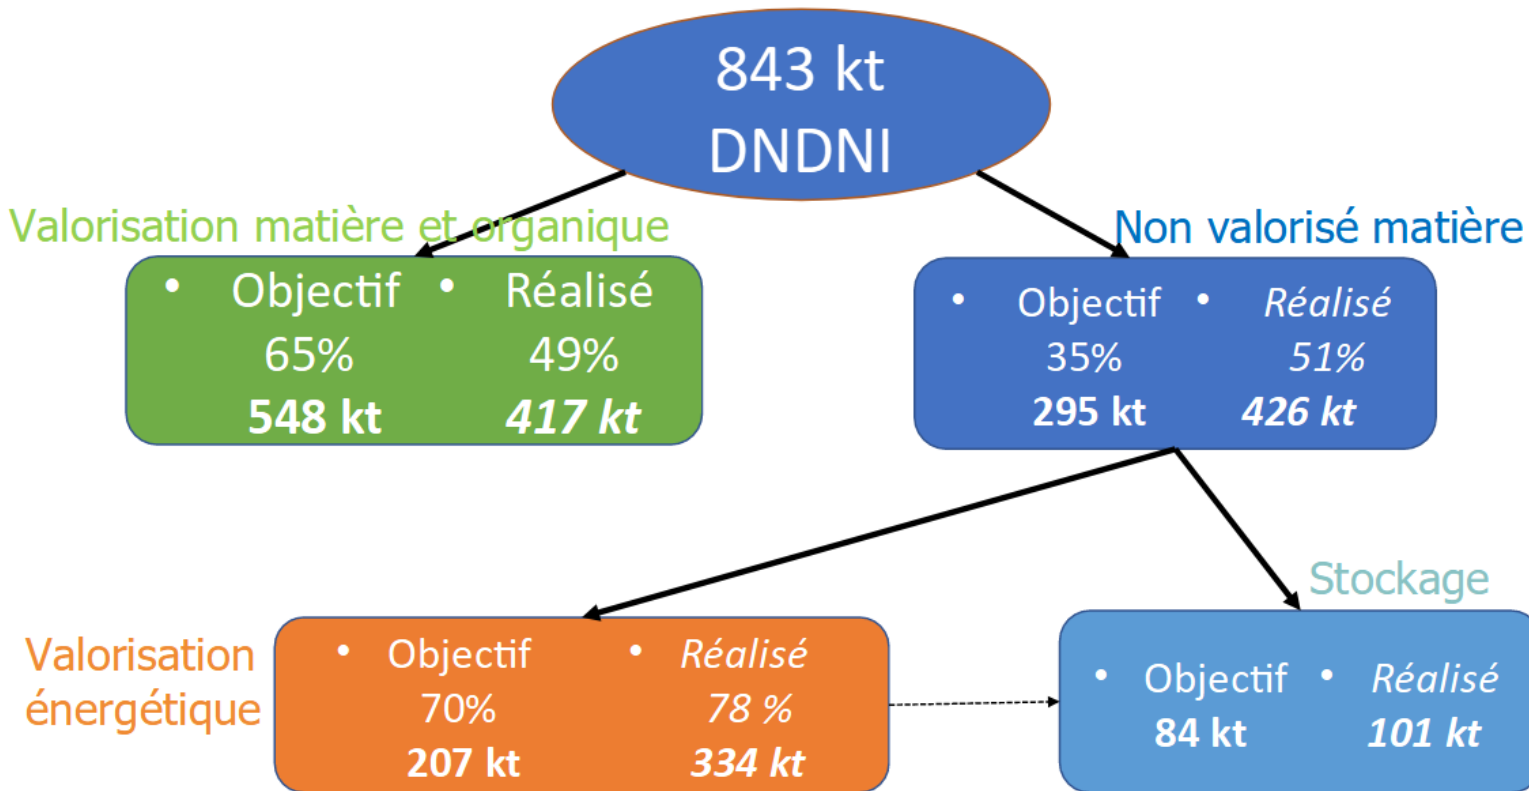 843 kt
DNDNI
Valorisation matière et organique
• Objectif • Réalisé
65% 49%
548 kt 417 kt
Non valorisé matière
• Objectif • Réalisé
35% 51%
295 kt 426 kt
Valorisation
énergétique
• Objectif • Réalisé
70% 78 %
207 kt 334 kt
Stockage
• Objectif • Réalisé
84 kt 101 kt